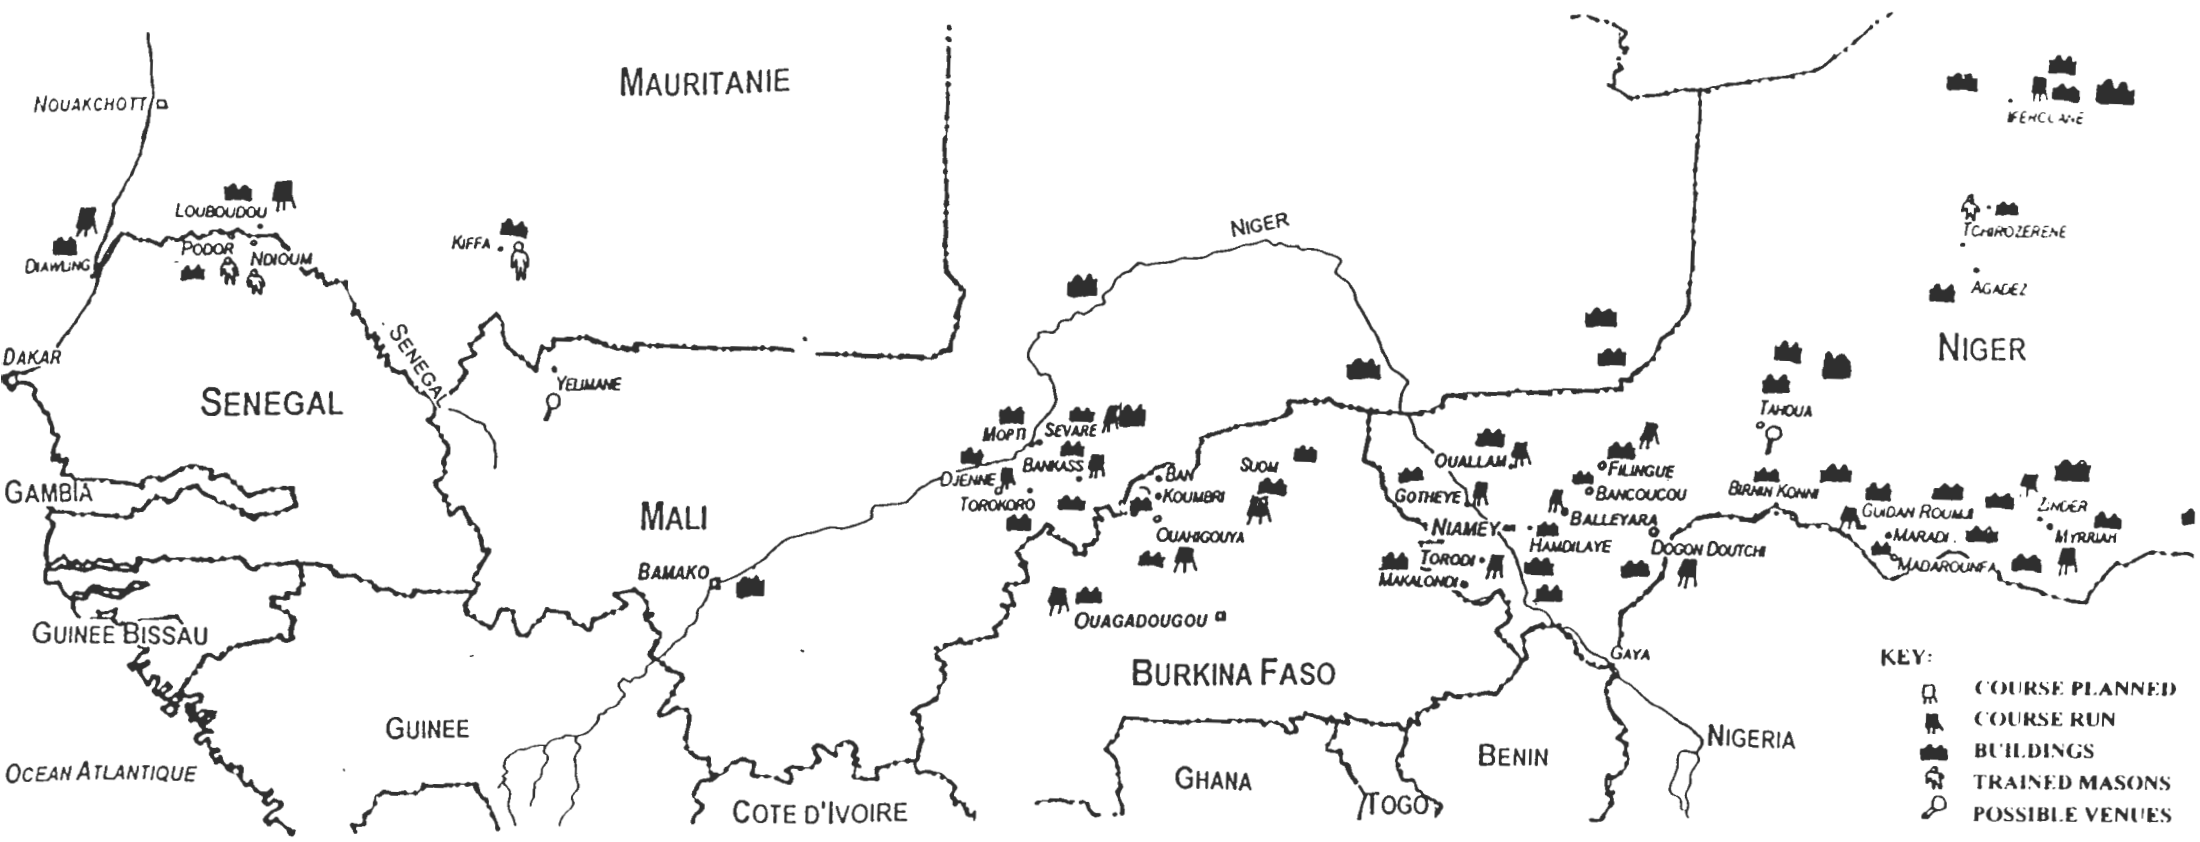 MAURITANIE
NOUAKCHOTT
IFEROUANE
LOUBOUDOU
PODOR
NDIOUM
DIAWLING
KIFFA
NIGER
TCHIROZERENE
AGADEZ
DAKAR
SENEGAL
SENEGAL
YELIMANE
NIGER
TAHOUA
MOPTI
SEVARE
BANKASS
DJENNE
TOROKORO
BAN
KOUMBRI
OUAHIGOUYA
SUOM
OUALLAM
FILINGUE
GOTHEYE
BANCOUCOU
BALLEYARA
NIAMEY
HAMDILAYE
DOGON DOUTCHI
BIRNIN KONNI
GUIDAN ROUMJI
MARADI
MADAROUNFA
ZINDER
MYRRIAH
GAMBIA
MALI
BAMAKO
TORODI
MAKALONDI
OUAGADOUGOU
GUINEE BISSAU
BURKINA FASO
GAYA
GUINEE
OCEAN ATLANTIQUE
COTE D'IVOIRE
GHANA
TOGO
BENIN
NIGERIA
KEY:
COURSE PLANNED
COURSE RUN
BUILDINGS
TRAINED MASONS
POSSIBLE VENUES